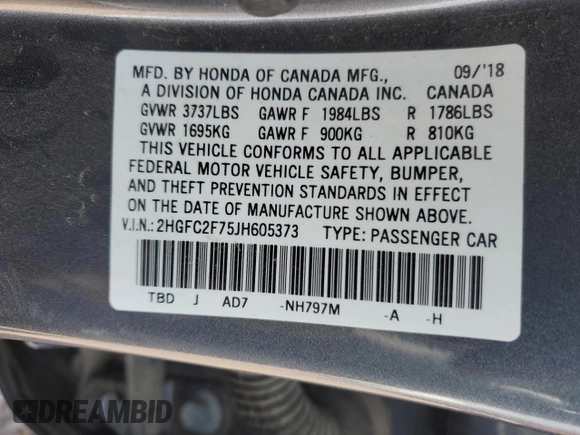 MFD. BY HONDA OF CANADA MFG., 09/'18
A DIVISION OF HONDA CANADA INC. CANADA
GVWR 3737LBS GAWR F 1984LBS R 1786LBS
GVWR 1695KG GAWR F 900KG R 810KG
THIS VEHICLE CONFORMS TO ALL APPLICABLE
FEDERAL MOTOR VEHICLE SAFETY, BUMPER,
AND THEFT PREVENTION STANDARDS IN EFFECT
ON THE DATE OF MANUFACTURE SHOWN ABOVE.
V.I.N.: 2HGFC2F75JH605373 TYPE: PASSENGER CAR
TBD J AD7 -NH797M -A -H
DREAMBID